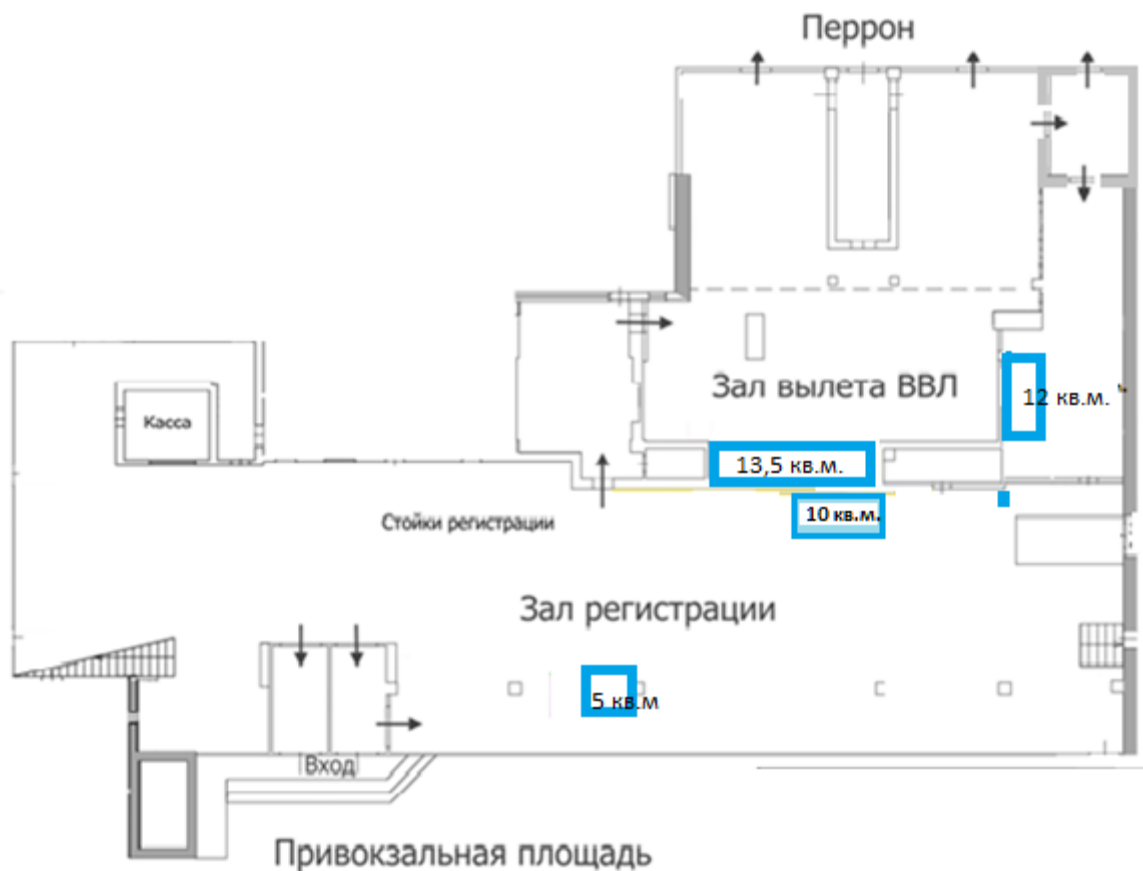 Перрон
Зал вылета ВВЛ
12 кв.м.
Касса
13,5 кв.м.
10 кв.м.
Стойки регистрации
Зал регистрации
5 кв.м
Вход
Привокзальная площадь